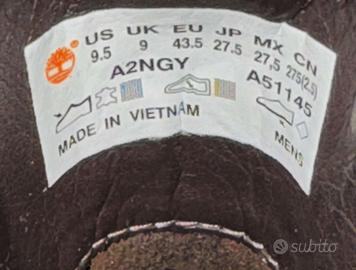 US UK EU JP MX CN
9.5 9 43.5 27.5 27,5 275(2.5)
A2NGY A51145
MADE IN VIETNAM MENS
subito